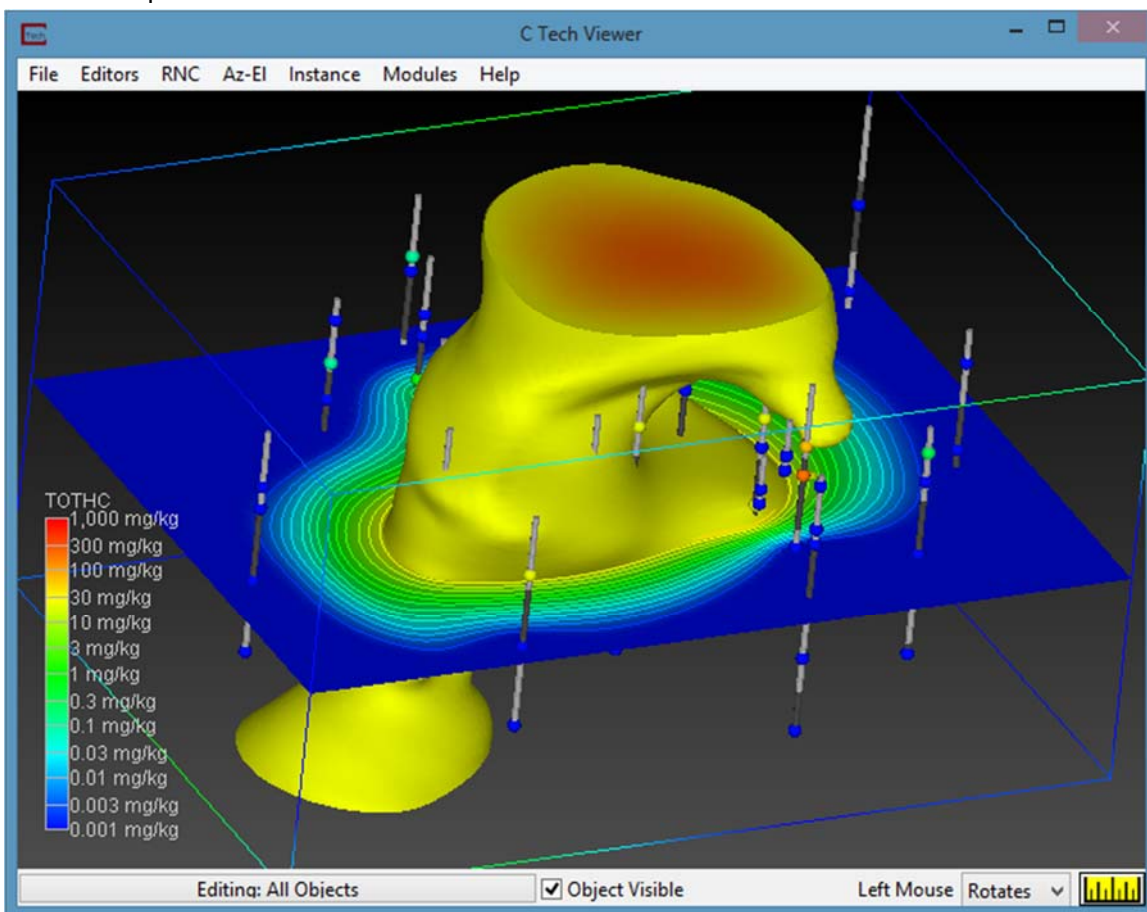 C Tech Viewer
File Editors RNC Az-El Instance Modules Help
TOTHC
1,000 mg/kg
300 mg/kg
100 mg/kg
30 mg/kg
10 mg/kg
3 mg/kg
1 mg/kg
0.3 mg/kg
0.1 mg/kg
0.03 mg/kg
0.01 mg/kg
0.003 mg/kg
0.001 mg/kg
Editing: All Objects Object Visible Left Mouse Rotates